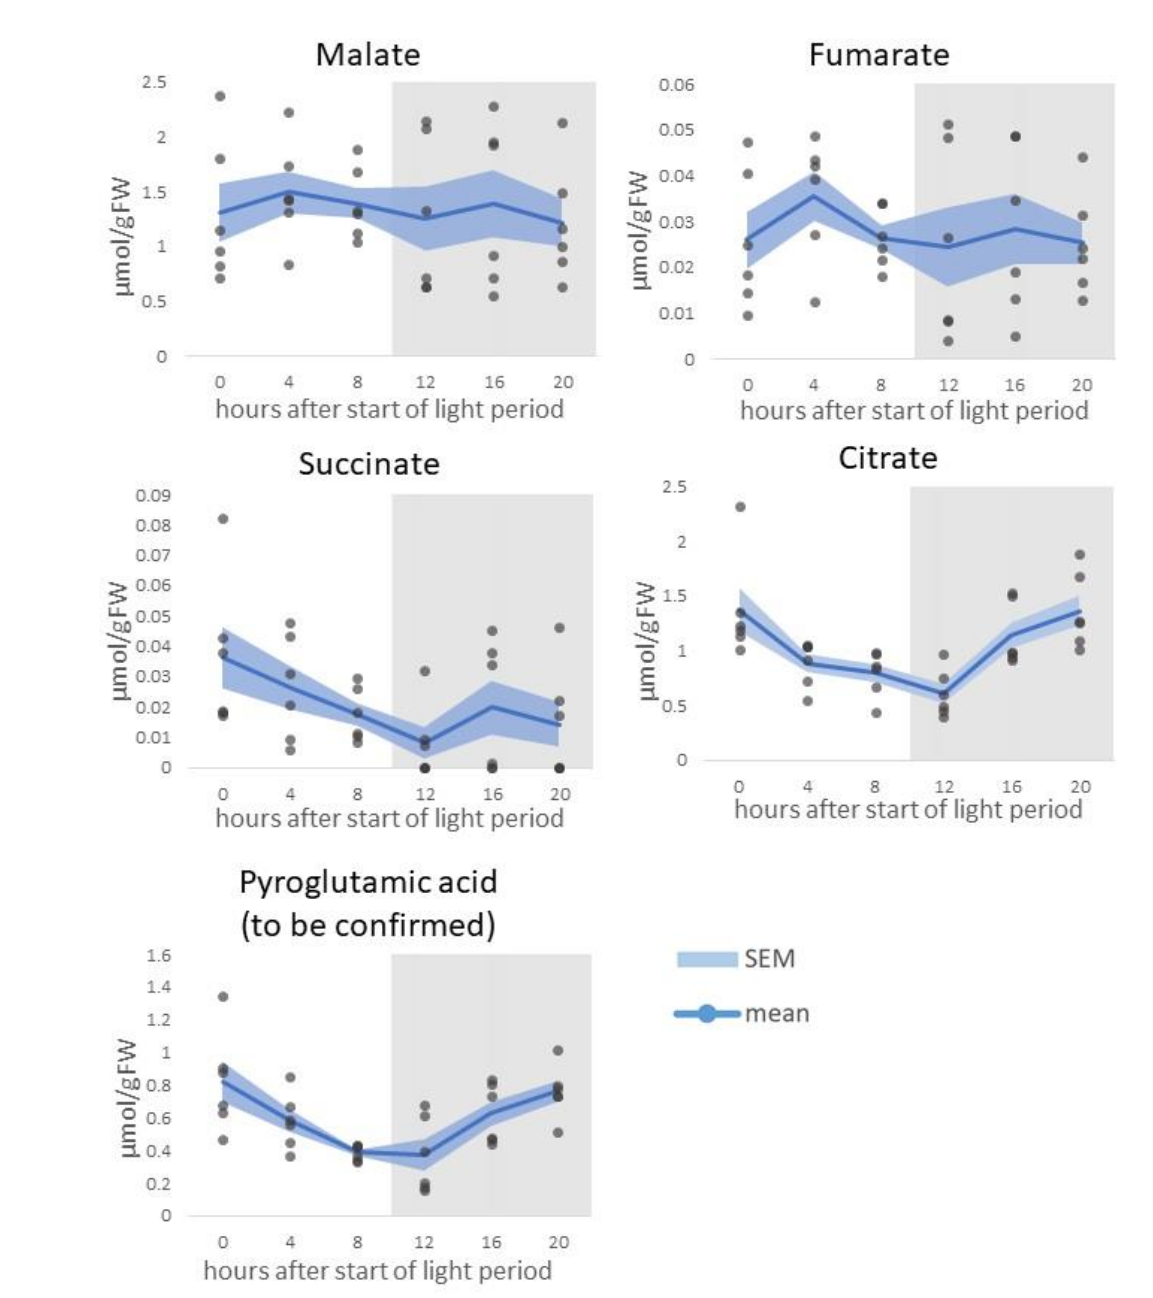 Malate
2.5
2
1.5
1
0.5
0
µmol/gFW
0 4 8 12 16 20
hours after start of light period
Fumarate
0.06
0.05
0.04
0.03
0.02
0.01
0
µmol/gFW
0 4 8 12 16 20
hours after start of light period
Succinate
0.09
0.08
0.07
0.06
0.05
0.04
0.03
0.02
0.01
0
µmol/gFW
0 4 8 12 16 20
hours after start of light period
Citrate
2.5
2
1.5
1
0.5
0
µmol/gFW
0 4 8 12 16 20
hours after start of light period
Pyroglutamic acid
(to be confirmed)
1.6
1.4
1.2
1
0.8
0.6
0.4
0.2
0
µmol/gFW
0 4 8 12 16 20
hours after start of light period
SEM
mean